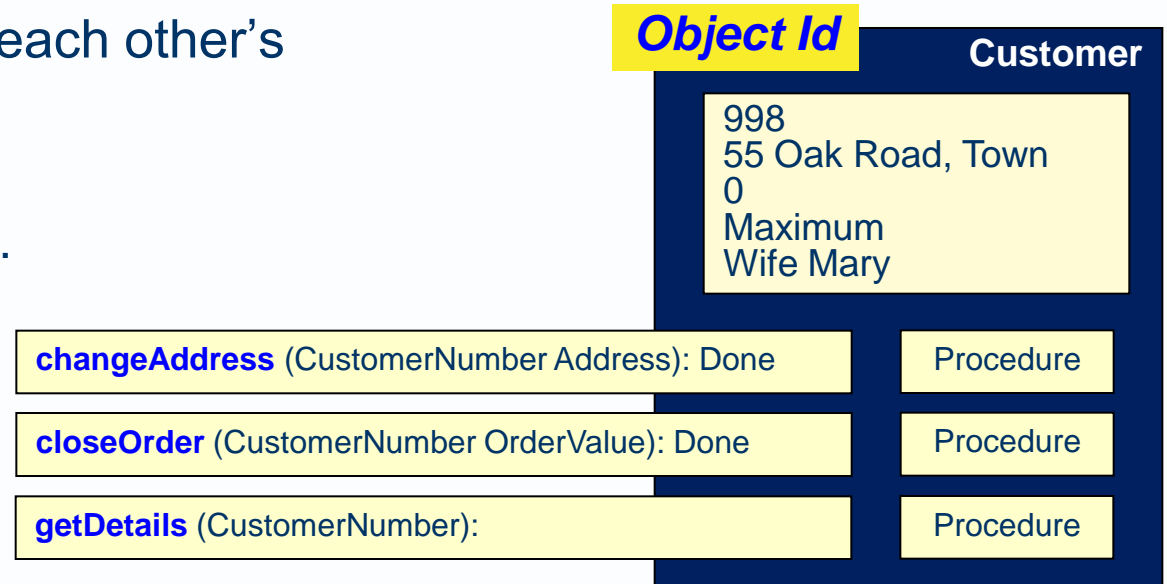 each other’s
Object Id
Customer
998
55 Oak Road, Town
0
Maximum
Wife Mary
.
changeAddress (CustomerNumber Address): Done
Procedure
closeOrder (CustomerNumber OrderValue): Done
Procedure
getDetails (CustomerNumber):
Procedure